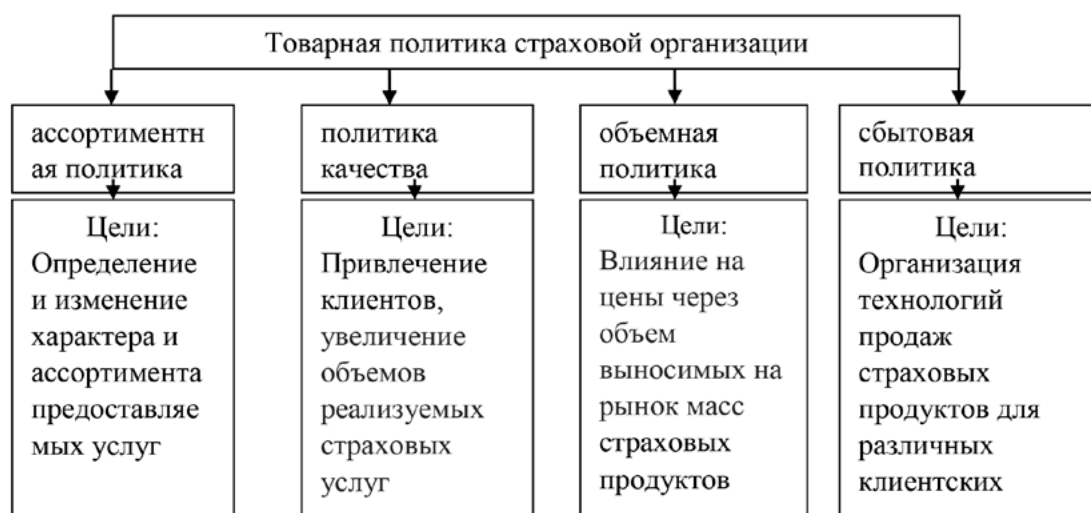 Товарная политика страховой организации
ассортиментн
ая политика
политика
качества
объемная
политика
сбытовая
политика
Цели:
Определение
и изменение
характера и
ассортимента
предоставляе
мых услуг
Цели:
Привлечение
клиентов,
увеличение
объемов
реализуемых
страховых
услуг
Цели:
Влияние на
цены через
объем
выносимых на
рынок масс
страховых
продуктов
Цели:
Организация
технологий
продаж
страховых
продуктов для
различных
клиентских